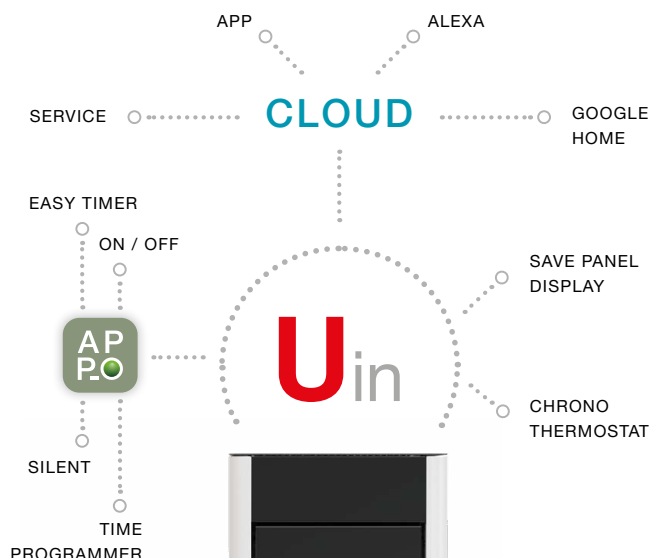 APP
ALEXA
SERVICE
CLOUD
GOOGLE
HOME
EASY TIMER
ON / OFF
SAVE PANEL
DISPLAY
AP
P_O
Uin
CHRONO
THERMOSTAT
SILENT
TIME
PROGRAMMER